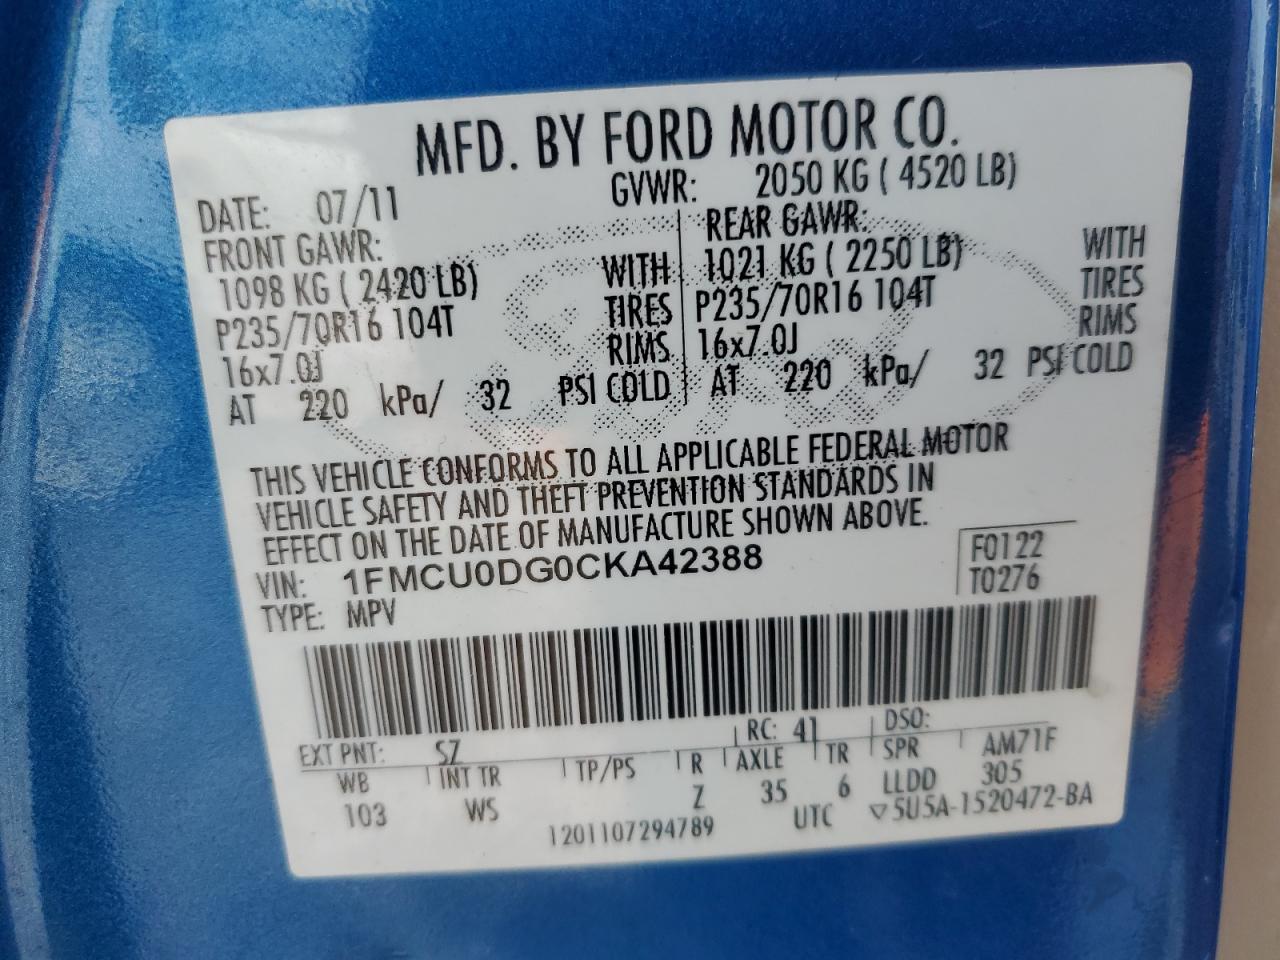 MFD. BY FORD MOTOR CO.
DATE: 07/11 GVWR: 2050 KG ( 4520 LB)
FRONT GAWR: REAR GAWR:
1098 KG ( 2420 LB) WITH 1021 KG ( 2250 LB) WITH
P235/70R16 104T TIRES P235/70R16 104T TIRES
16x7.0J RIMS 16x7.0J RIMS
AT 220 kPa/ 32 PSI COLD AT 220 kPa/ 32 PSI COLD
THIS VEHICLE CONFORMS TO ALL APPLICABLE FEDERAL MOTOR
VEHICLE SAFETY AND THEFT PREVENTION STANDARDS IN
EFFECT ON THE DATE OF MANUFACTURE SHOWN ABOVE.
VIN: 1FMCU0DG0CKA42388 F0122
TYPE: MPV T0276
EXT PNT: SZ RC: 41 DSO:
WB INT TR TP/PS R AXLE TR SPR AM71F
103 WS Z 35 6 LLDD 305
1201107294789 UTC ▽5U5A-1520472-BA